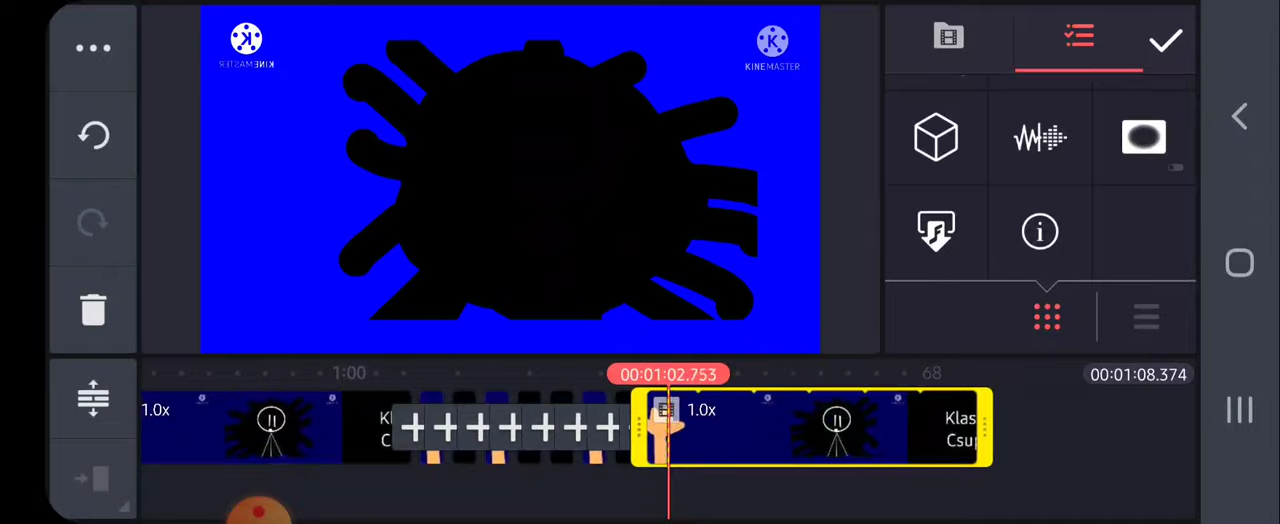 KINEMASTER
KINEMASTER
1:00
00:01:02.753
68
00:01:08.374
1.0x
Kl
C
1.0x
Klas
Csu